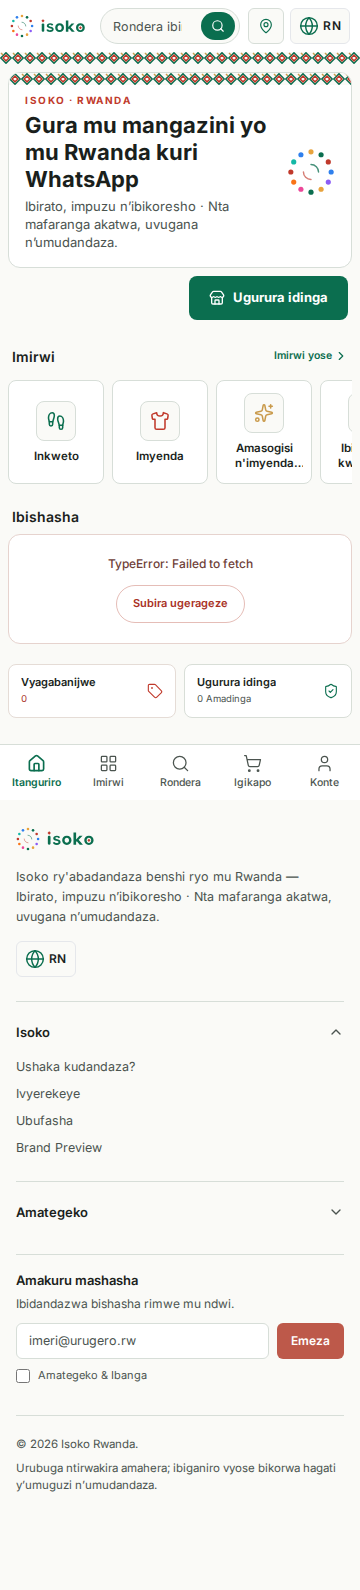 isoko
Rondera ibi
RN
ISOKO · RWANDA
Gura mu mangazini yo
mu Rwanda kuri
WhatsApp
Ibirato, impuzu n'ibikoresho · Nta
mafaranga akatwa, uvugana
n'umudandaza.
Ugurura idinga
Imirwi
Imirwi yose
Inkweto
Imyenda
Amasogisi
n'imyenda...
Ibi
kw
Ibishasha
TypeError: Failed to fetch
Subira ugerageze
Vyagabanijwe
0
Ugurura idinga
0 Amadinga
Itanguriro
Imirwi
Rondera
Igikapo
Konte
isoko
Isoko ry'abadandaza benshi ryo mu Rwanda —
Ibirato, impuzu n'ibikoresho · Nta mafaranga akatwa,
uvugana n'umudandaza.
RN
Isoko
Ushaka kudandaza?
Ivyerekeye
Ubufasha
Brand Preview
Amategeko
Amakuru mashasha
Ibidandazwa bishasha rimwe mu ndwi.
imeri@urugero.rw
Emeza
Amategeko & Ibanga
© 2026 Isoko Rwanda.
Urubuga ntirwakira amahera; ibiganiro vyose bikorwa hagati
y'umuguzi n'umudandaza.